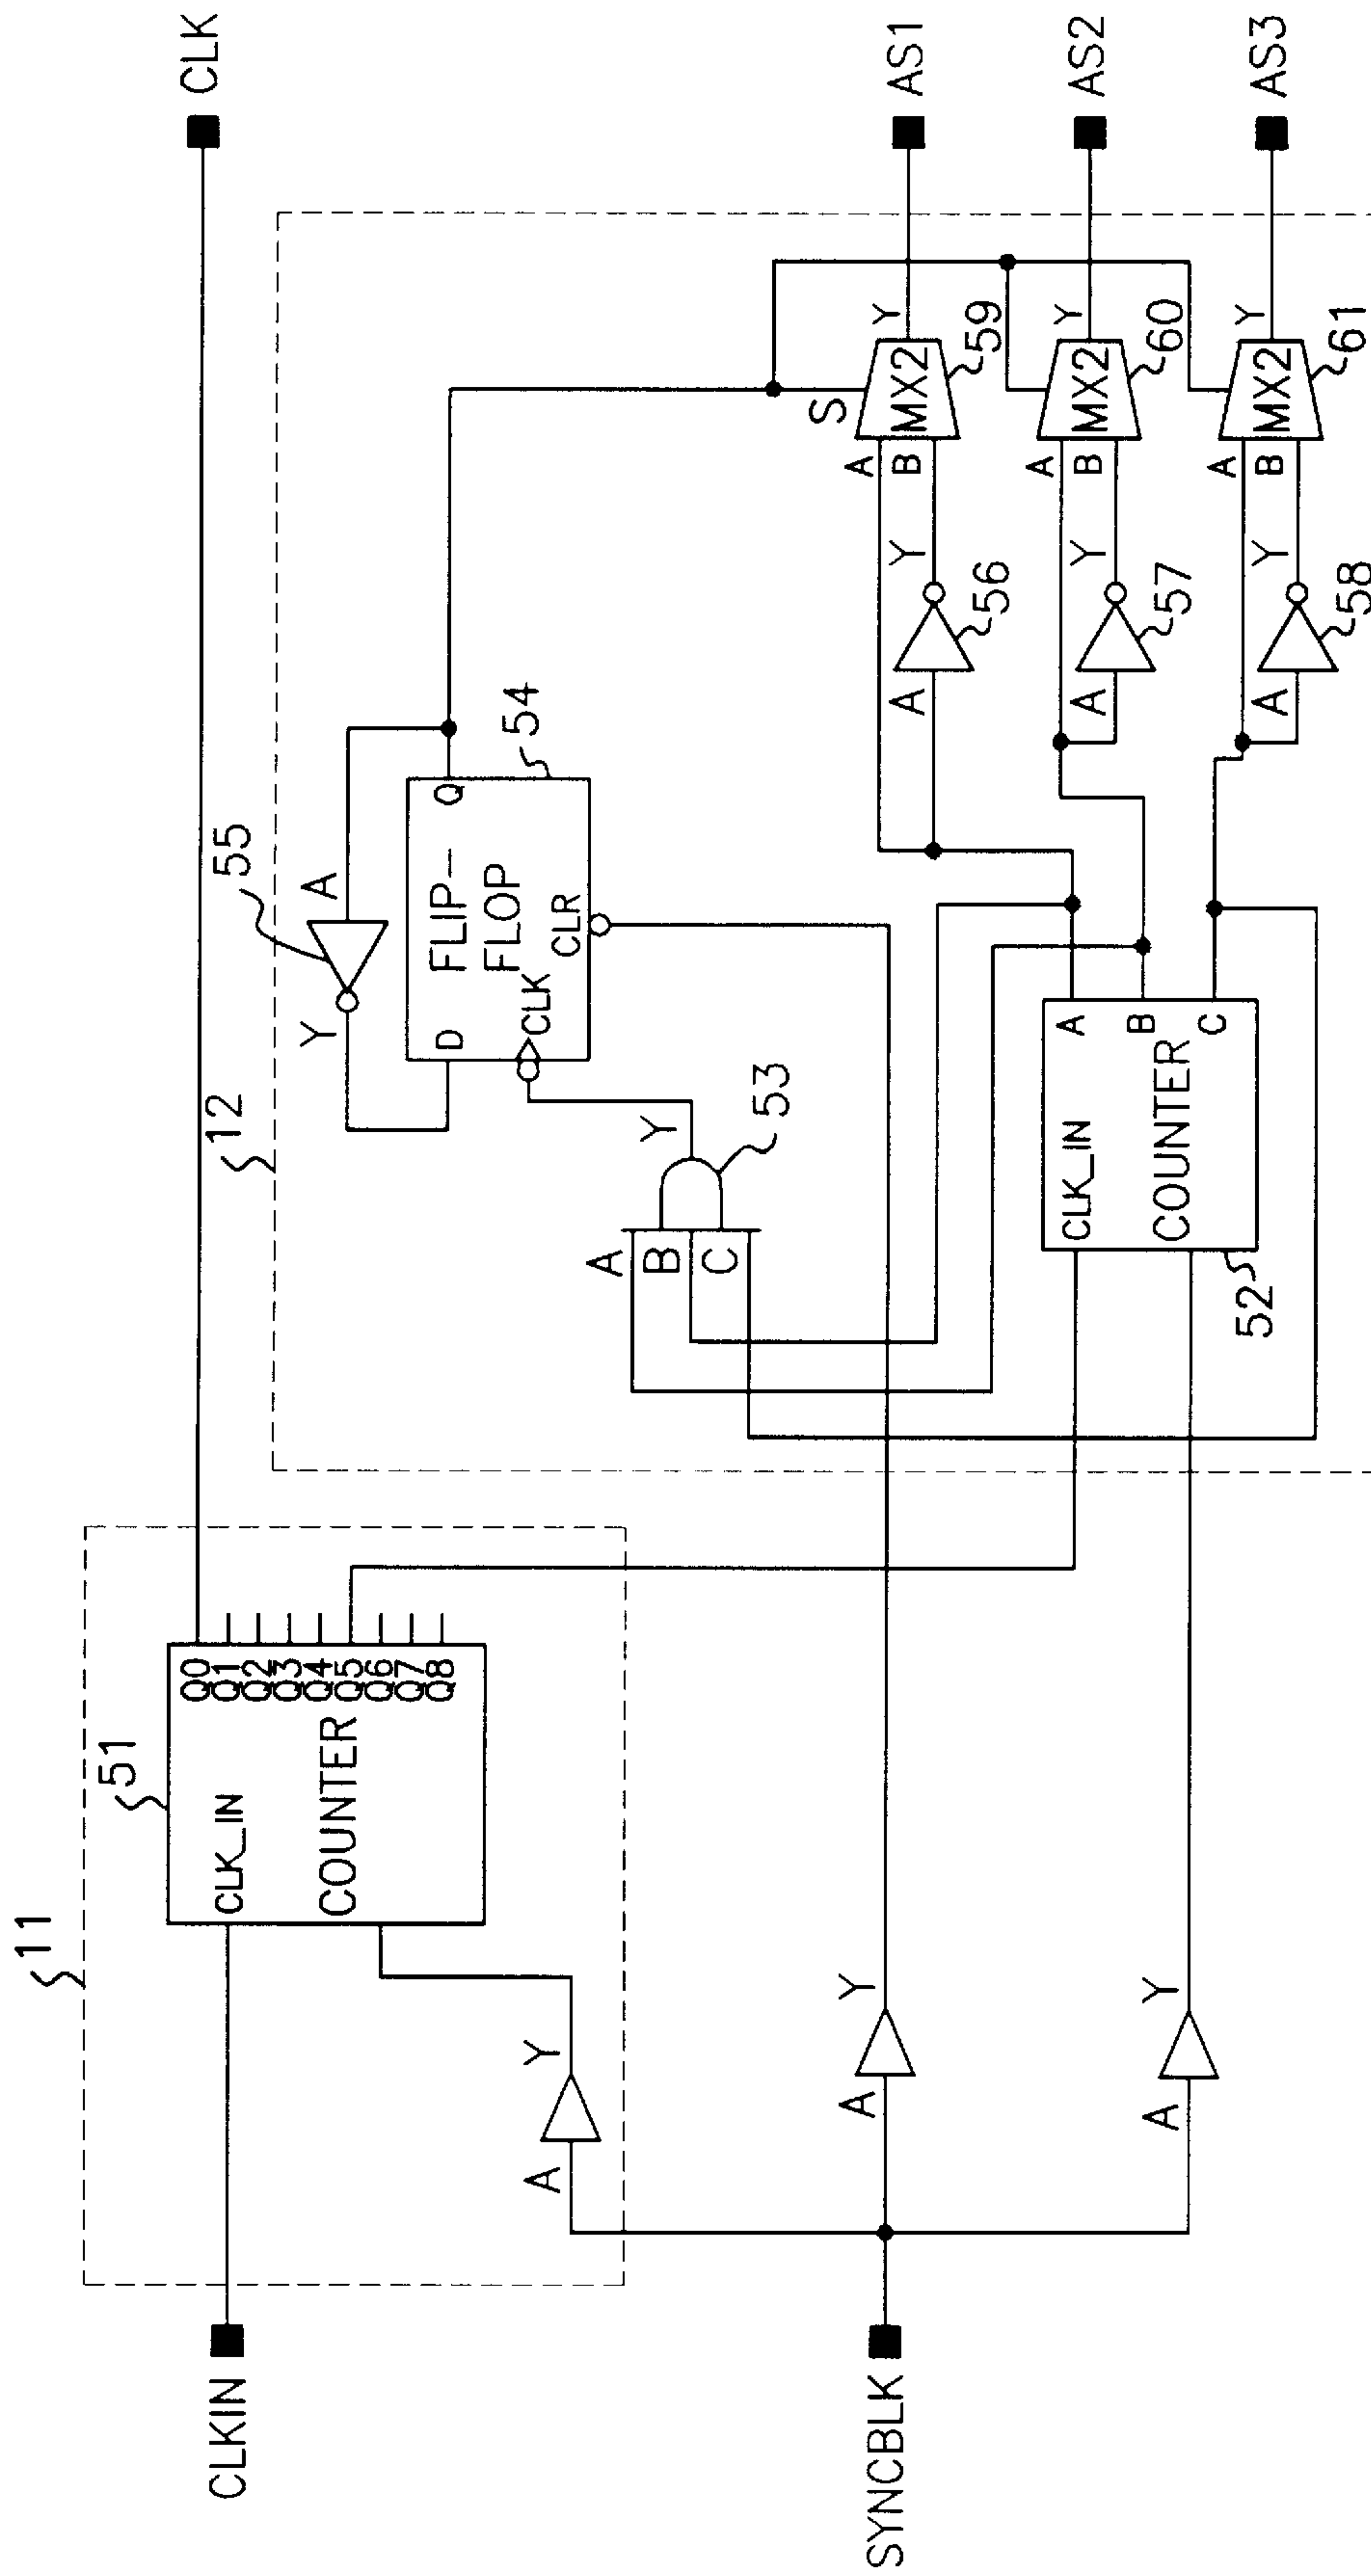 CLKIN
SYNCBLK
11
51
CLK_IN
COUNTER
Q0
Q1
Q2
Q3
Q4
Q5
Q6
Q7
Q8
A
Y
A
Y
A
Y
12
55
Y
A
D
FLIP-
FLOP
Q
CLK
CLR
54
A
B
C
Y
53
CLK_IN
COUNTER
A
B
C
52
A
Y
56
A
Y
57
A
Y
58
S
A
B
MX2
Y
59
A
B
MX2
Y
60
A
B
MX2
Y
61
CLK
AS1
AS2
AS3